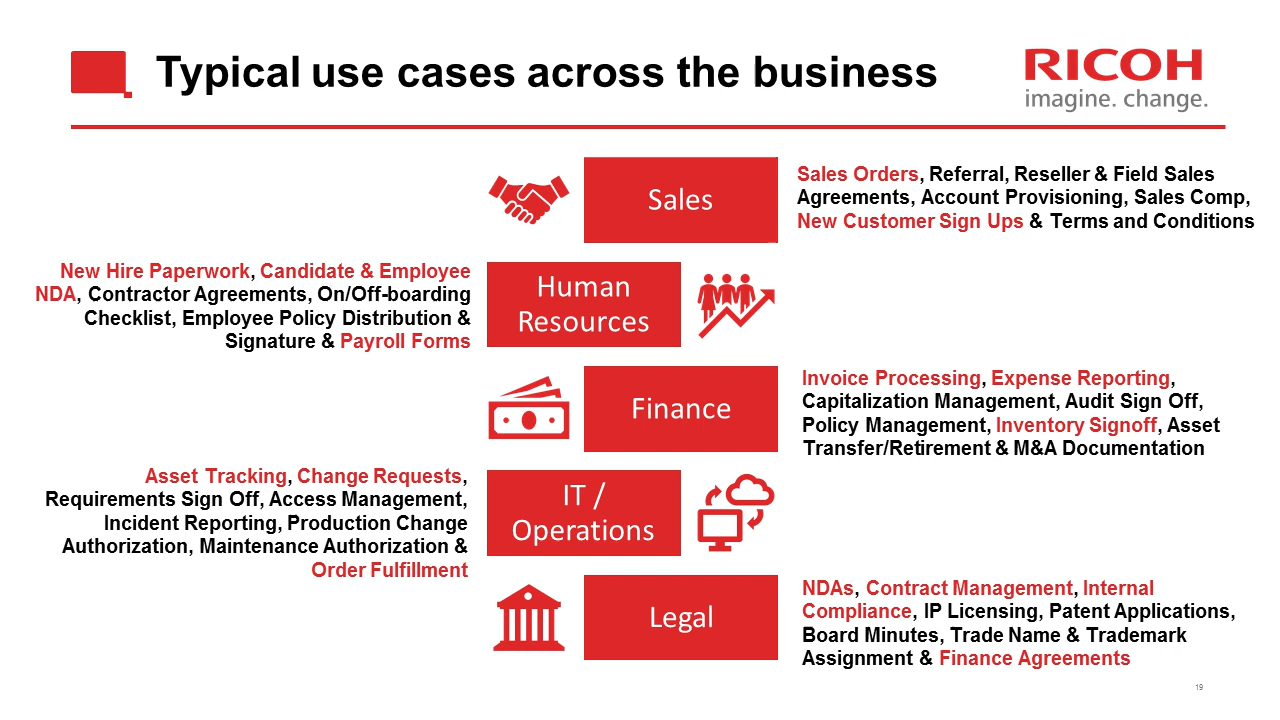 Typical use cases across the business
RICOH
imagine. change.
Sales
Sales Orders, Referral, Reseller & Field Sales
Agreements, Account Provisioning, Sales Comp,
New Customer Sign Ups & Terms and Conditions
New Hire Paperwork, Candidate & Employee
NDA, Contractor Agreements, On/Off-boarding
Checklist, Employee Policy Distribution &
Signature & Payroll Forms
Human
Resources
Finance
Invoice Processing, Expense Reporting,
Capitalization Management, Audit Sign Off,
Policy Management, Inventory Signoff, Asset
Transfer/Retirement & M&A Documentation
Asset Tracking, Change Requests,
Requirements Sign Off, Access Management,
Incident Reporting, Production Change
Authorization, Maintenance Authorization &
Order Fulfillment
IT /
Operations
Legal
NDAs, Contract Management, Internal
Compliance, IP Licensing, Patent Applications,
Board Minutes, Trade Name & Trademark
Assignment & Finance Agreements
19